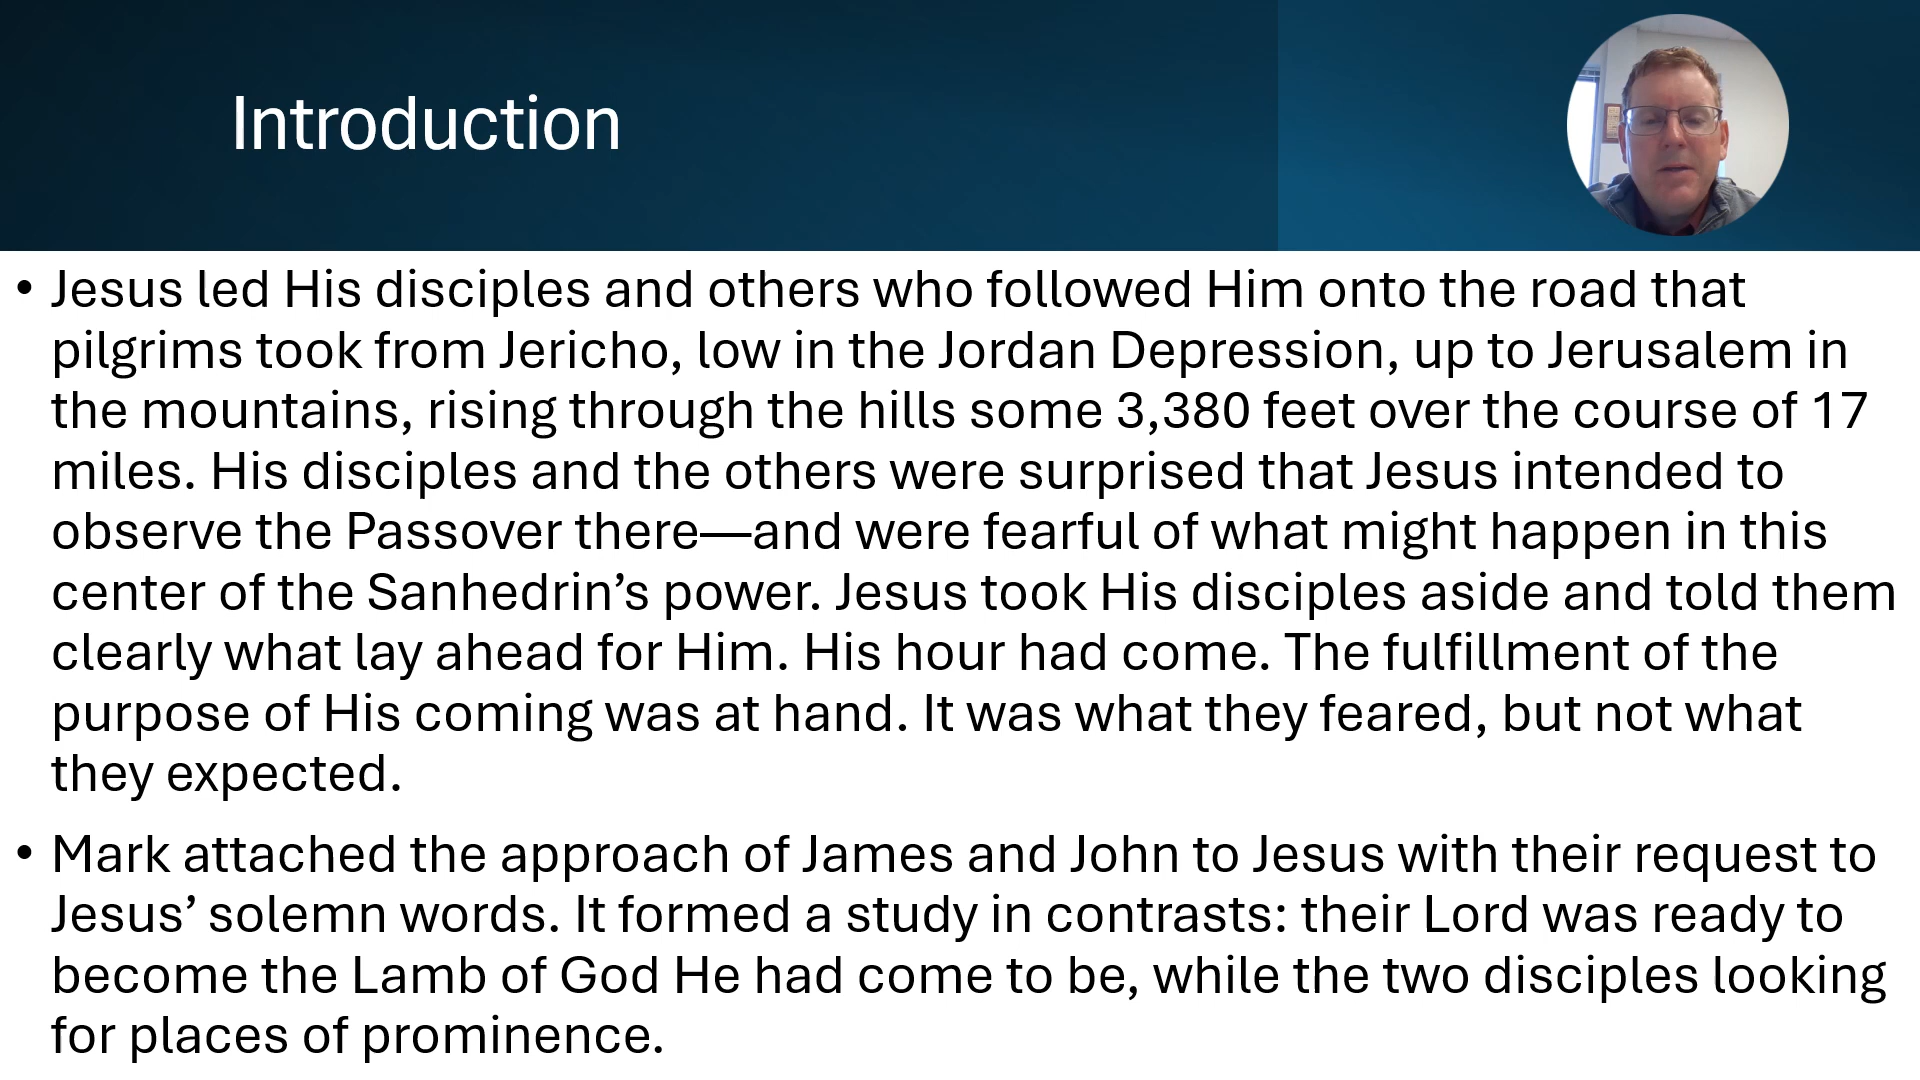 Introduction
• Jesus led His disciples and others who followed Him onto the road that
pilgrims took from Jericho, low in the Jordan Depression, up to Jerusalem in
the mountains, rising through the hills some 3,380 feet over the course of 17
miles. His disciples and the others were surprised that Jesus intended to
observe the Passover there—and were fearful of what might happen in this
center of the Sanhedrin’s power. Jesus took His disciples aside and told them
clearly what lay ahead for Him. His hour had come. The fulfillment of the
purpose of His coming was at hand. It was what they feared, but not what
they expected.
• Mark attached the approach of James and John to Jesus with their request to
Jesus’ solemn words. It formed a study in contrasts: their Lord was ready to
become the Lamb of God He had come to be, while the two disciples looking
for places of prominence.